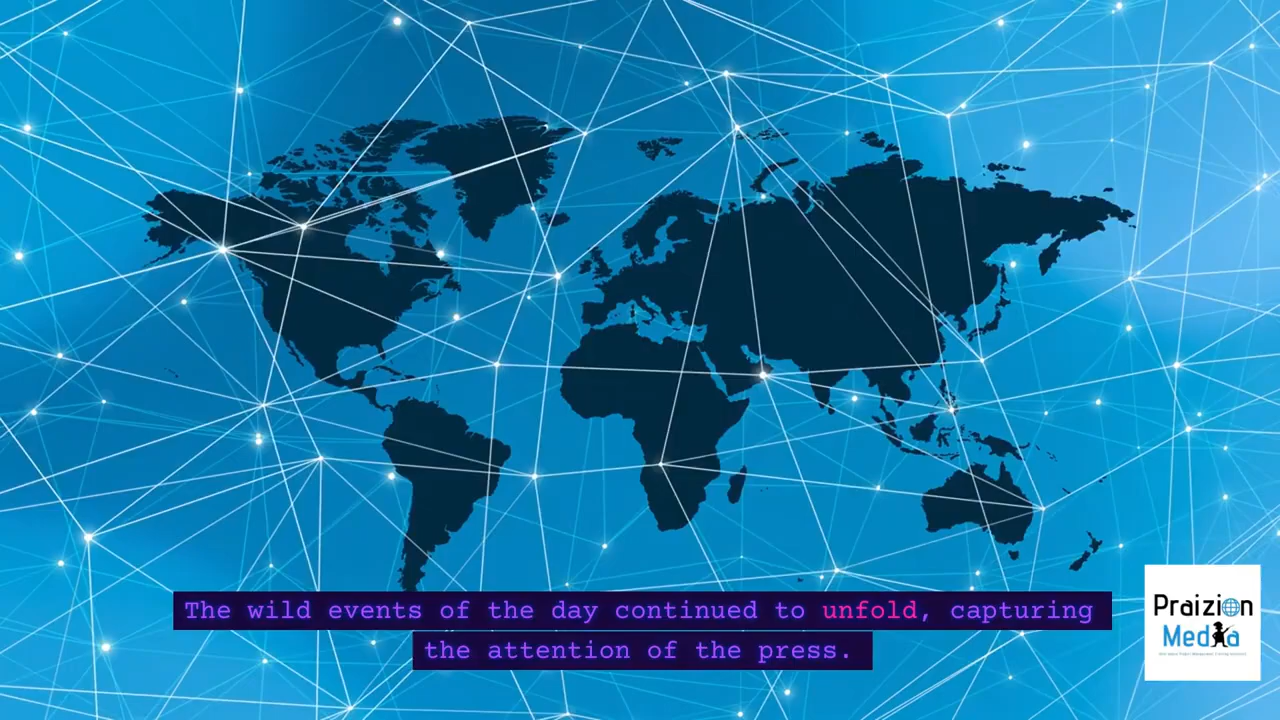 The wild events of the day continued to unfold, capturing
the attention of the press.
Praizion
Media